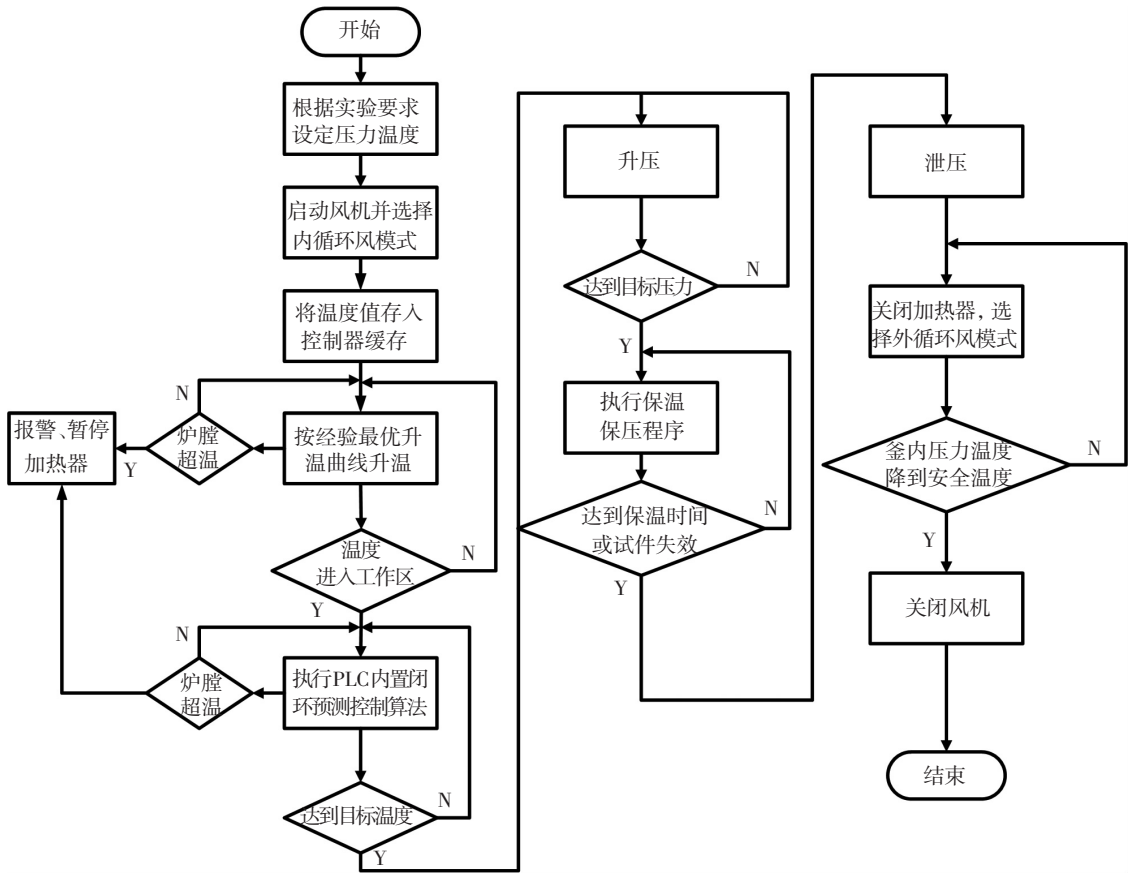 开始
根据实验要求
设定压力温度
启动风机并选择
内循环风模式
将温度值存入
控制器缓存
N
报警、暂停
加热器
Y
炉膛
超温
按经验最优升
温曲线升温
温度
进入工作区
N
Y
N
炉膛
超温
执行PLC内置闭
环预测控制算法
达到目标温度
N
Y
升压
达到目标压力
N
Y
执行保温
保压程序
达到保温时间
或试件失效
N
Y
泄压
关闭加热器，选
择外循环风模式
釜内压力温度
降到安全温度
N
Y
关闭风机
结束